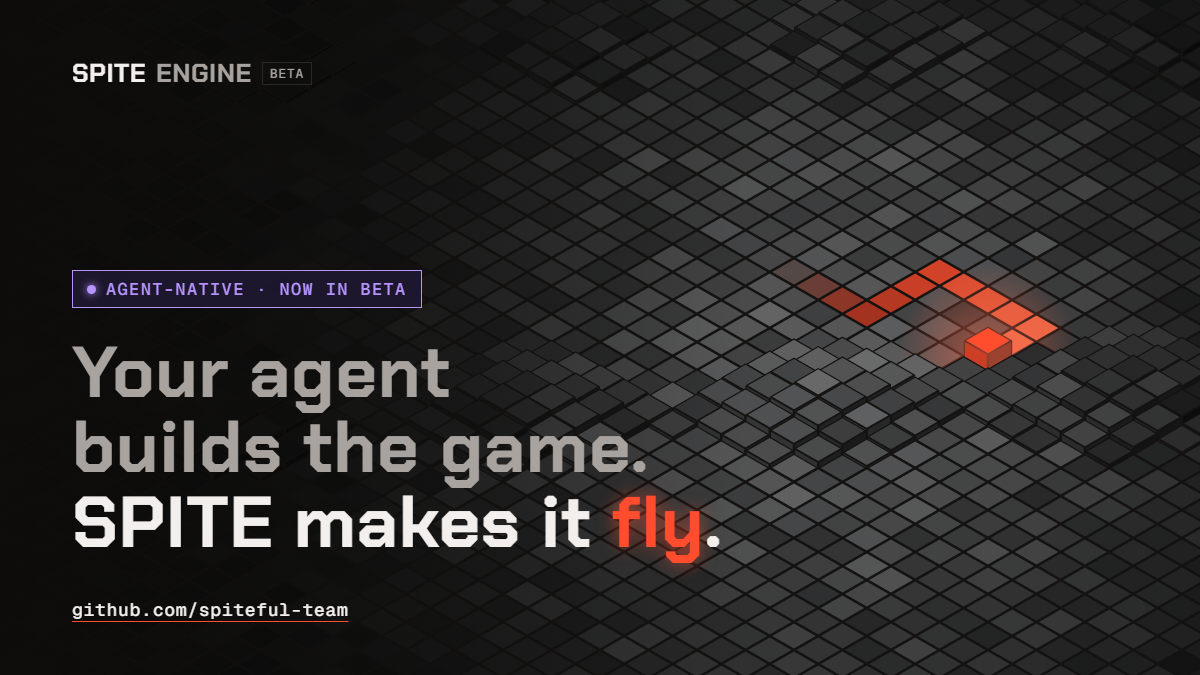 SPITE ENGINE BETA
AGENT-NATIVE · NOW IN BETA
Your agent
builds the game.
SPITE makes it fly.
github.com/spiteful-team